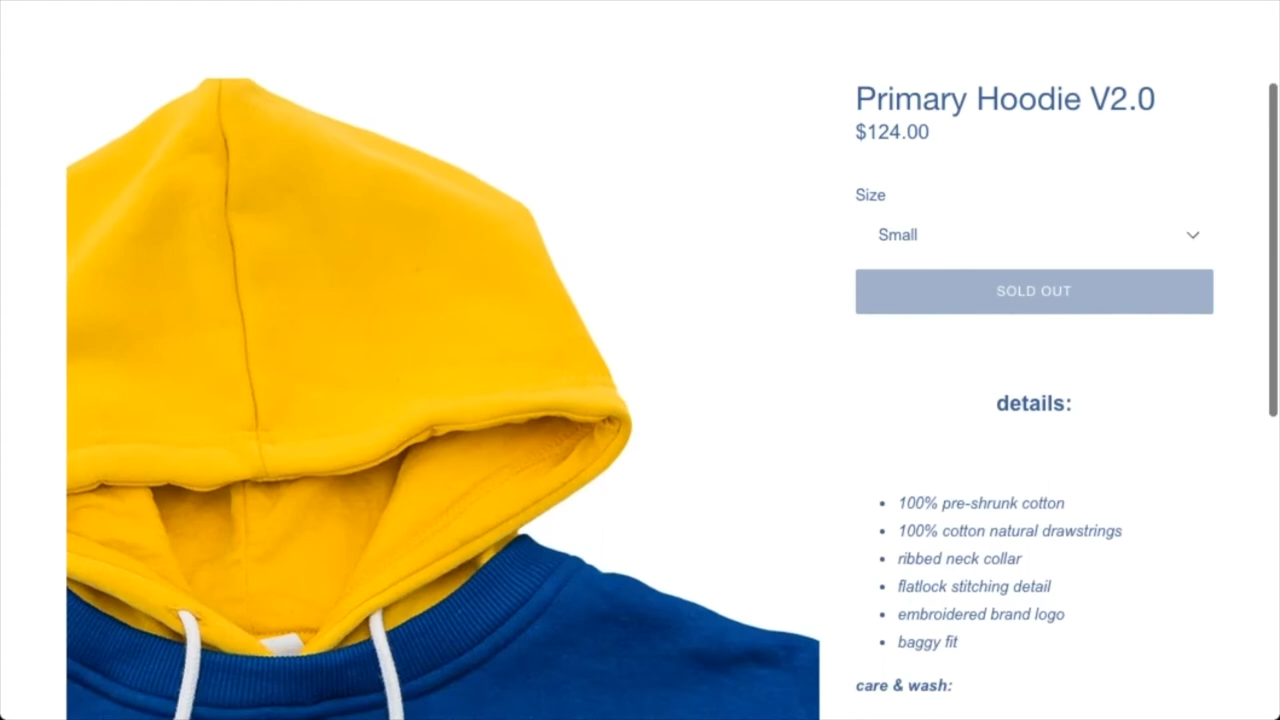 Primary Hoodie V2.0
$124.00
Size
Small
SOLD OUT
details:
100% pre-shrunk cotton
100% cotton natural drawstrings
ribbed neck collar
flatlock stitching detail
embroidered brand logo
baggy fit
care & wash: